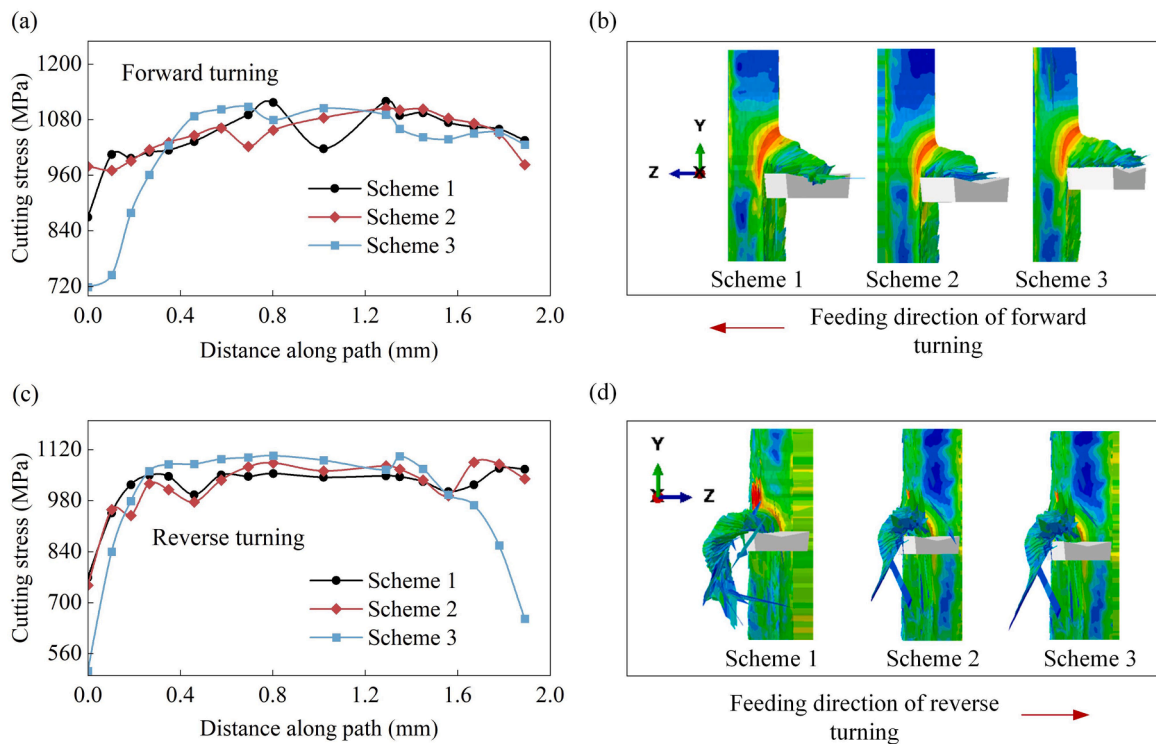 (a)
Cutting stress (MPa)
1200
1080
960
840
720
Forward turning
Scheme 1
Scheme 2
Scheme 3
0.0 0.4 0.8 1.2 1.6 2.0
Distance along path (mm)
(b)
Y
Z X
Scheme 1 Scheme 2 Scheme 3
Feeding direction of forward
turning
(c)
Cutting stress (MPa)
1120
980
840
700
560
Reverse turning
Scheme 1
Scheme 2
Scheme 3
0.0 0.4 0.8 1.2 1.6 2.0
Distance along path (mm)
(d)
Y
X Z
Scheme 1 Scheme 2 Scheme 3
Feeding direction of reverse
turning